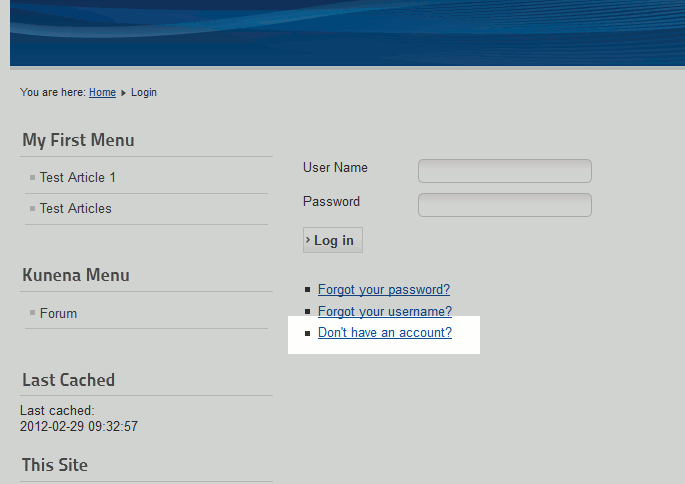 You are here: Home ▸ Login
My First Menu
Test Article 1
Test Articles
Kunena Menu
Forum
Last Cached
Last cached:
2012-02-29 09:32:57
This Site
User Name
Password
Log in
Forgot your password?
Forgot your username?
Don't have an account?